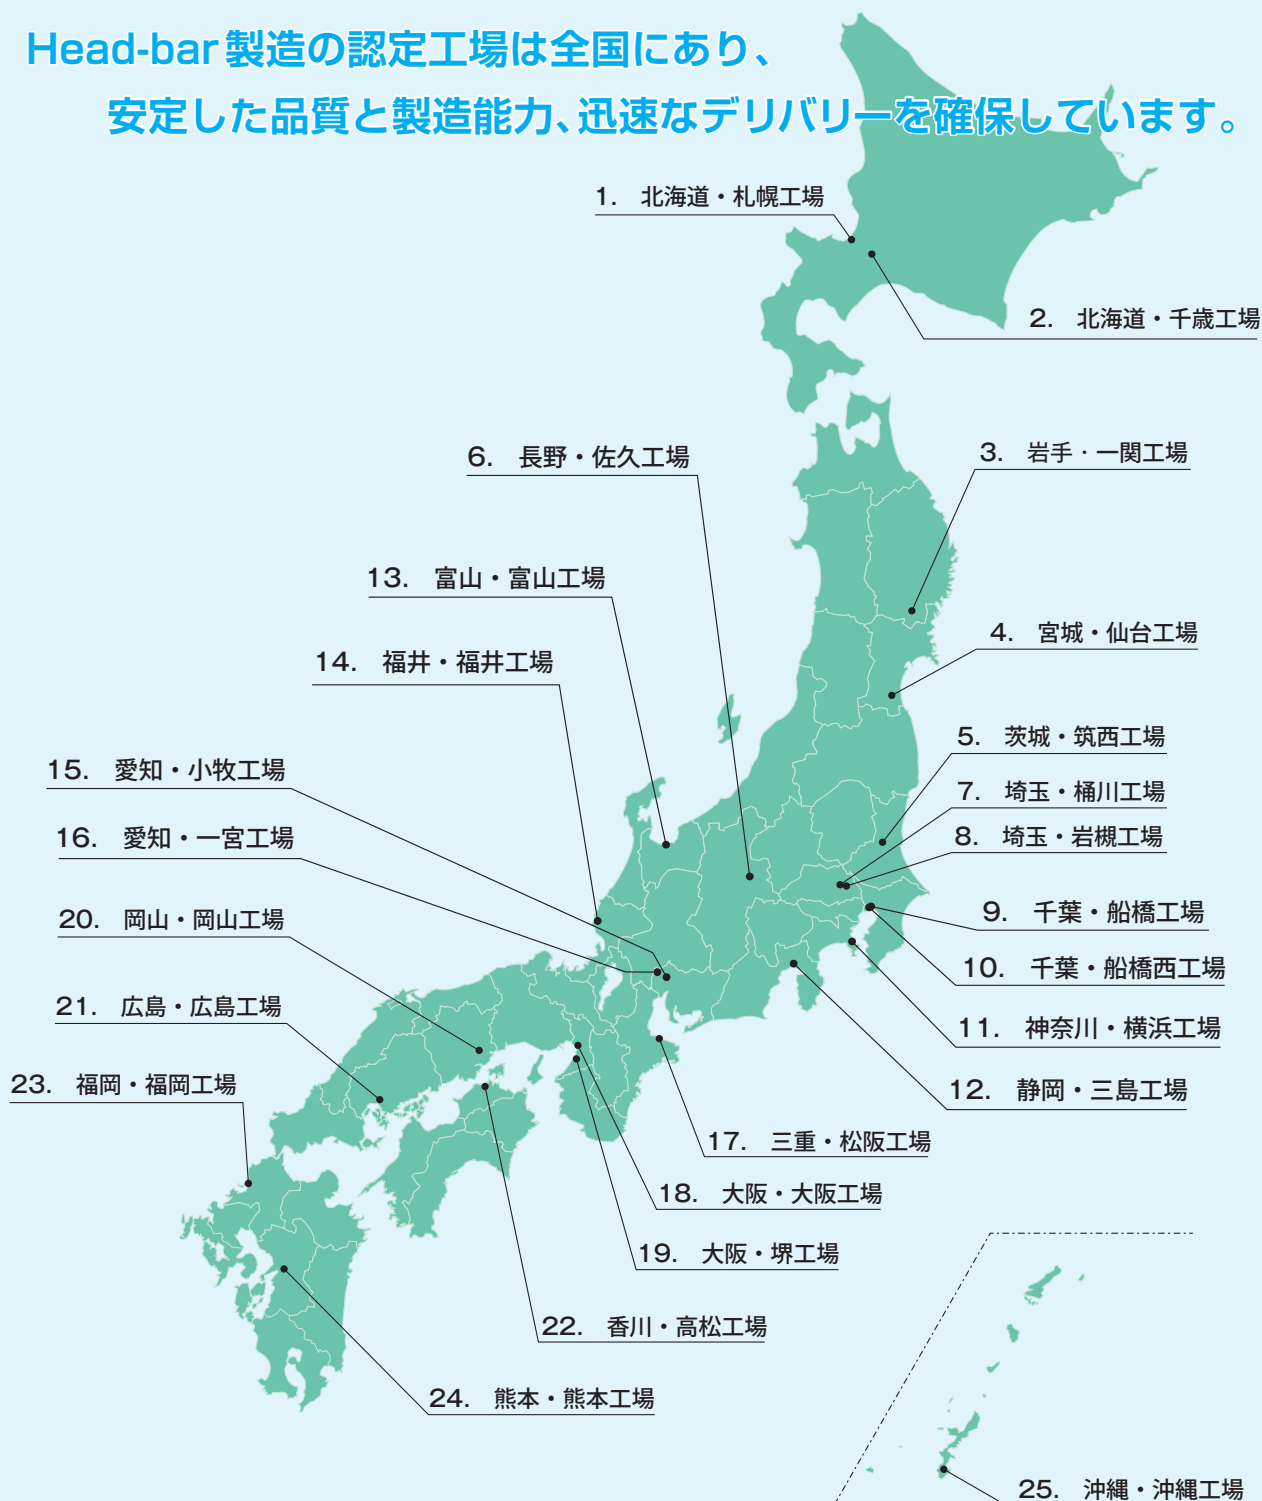 Head-bar製造の認定工場は全国にあり、
安定した品質と製造能力、迅速なデリバリーを確保しています。
1. 北海道・札幌工場
2. 北海道・千歳工場
3. 岩手・一関工場
6. 長野・佐久工場
13. 富山・富山工場
4. 宮城・仙台工場
14. 福井・福井工場
5. 茨城・筑西工場
15. 愛知・小牧工場
7. 埼玉・桶川工場
16. 愛知・一宮工場
8. 埼玉・岩槻工場
9. 千葉・船橋工場
20. 岡山・岡山工場
10. 千葉・船橋西工場
21. 広島・広島工場
11. 神奈川・横浜工場
23. 福岡・福岡工場
12. 静岡・三島工場
17. 三重・松阪工場
18. 大阪・大阪工場
19. 大阪・堺工場
22. 香川・高松工場
24. 熊本・熊本工場
25. 沖縄・沖縄工場